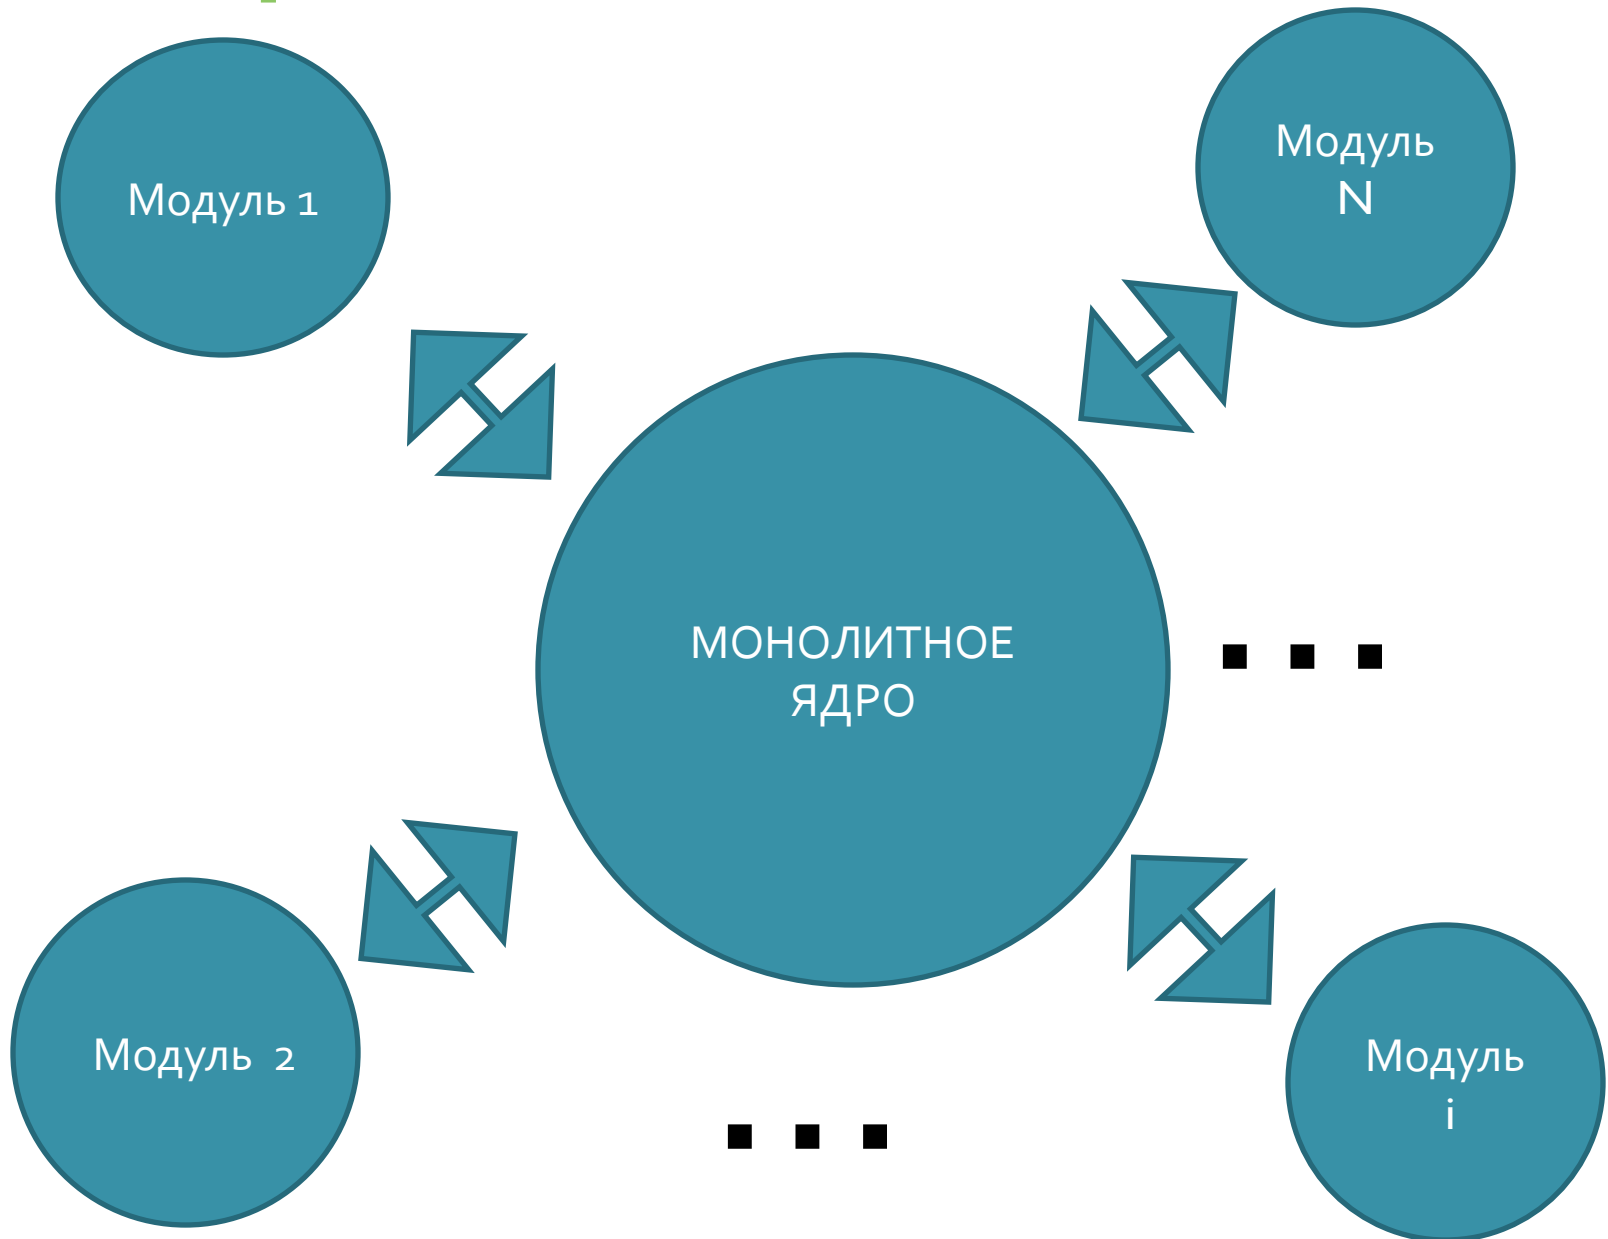 Модуль 1
Модуль
N
МОНОЛИТНОЕ
ЯДРО
. . .
Модуль 2
Модуль
i
. . .